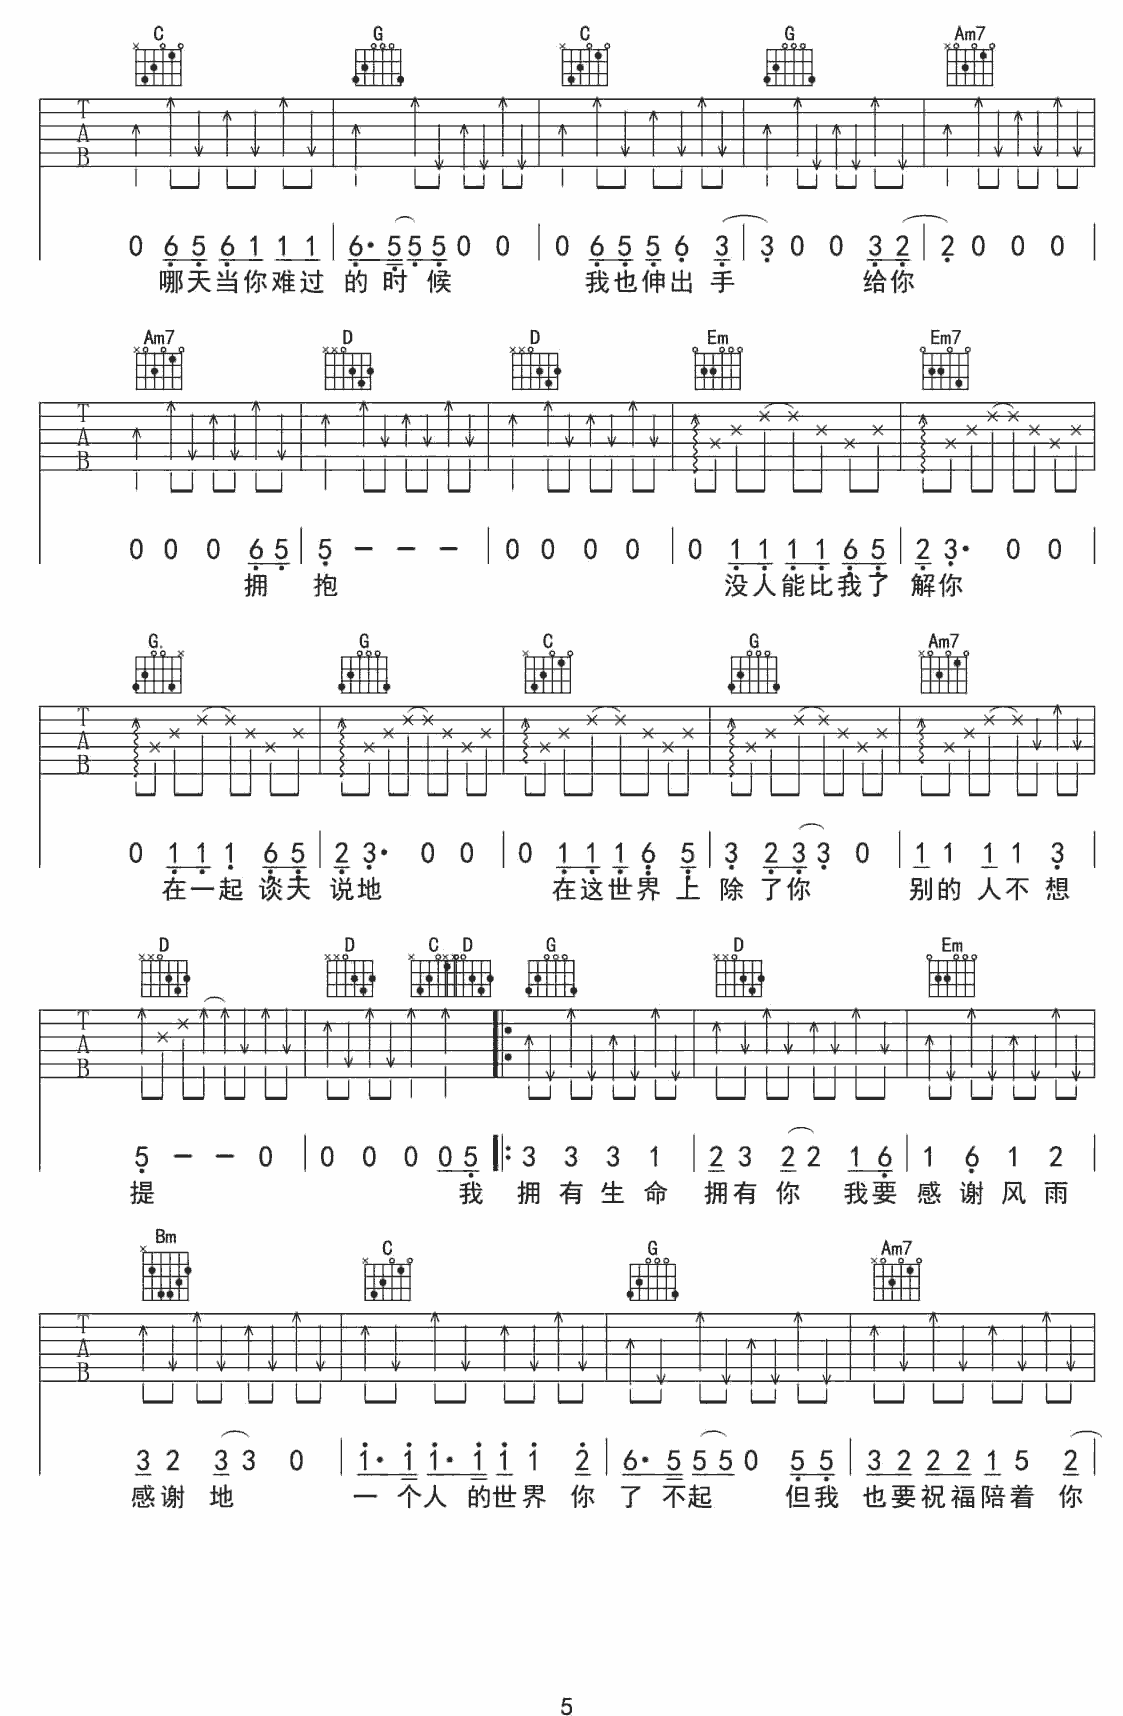 C G C G Am7
T A B
0 6 5 6 1 1 1 6· 5 5 5 0 0 0 6 5 5 6 3 3 0 0 3 2 2 0 0 0
哪天当你难过 的 时 候 我也伸出 手 给你
Am7 D D Em Em7
T A B
0 0 0 6 5 5 － － － 0 0 0 0 0 1 1 1 1 6 5 2 3· 0 0
拥 抱 没人能比我了 解你
G. G C G Am7
T A B
0 1 1 1 6 5 2 3· 0 0 0 1 1 1 6 5 3 2 3 3 0 1 1 1 1 3
在一起 谈天 说地 在这世界 上 除 了你 别的 人不 想
D D C D G D Em
T A B
5 － － 0 0 0 0 0 5 3 3 3 1 2 3 2 2 1 6 1 6 1 2
提 我 拥 有 生 命 拥有 你 我要 感 谢 风 雨
Bm C G Am7
T A B
3 2 3 3 0 1· 1 1· 1 1 1 2 6· 5 5 5 0 5 5 3 2 2 2 1 5 2
感谢 地 一 个人 的世界 你 了 不起 但我 也要祝福陪着 你
5